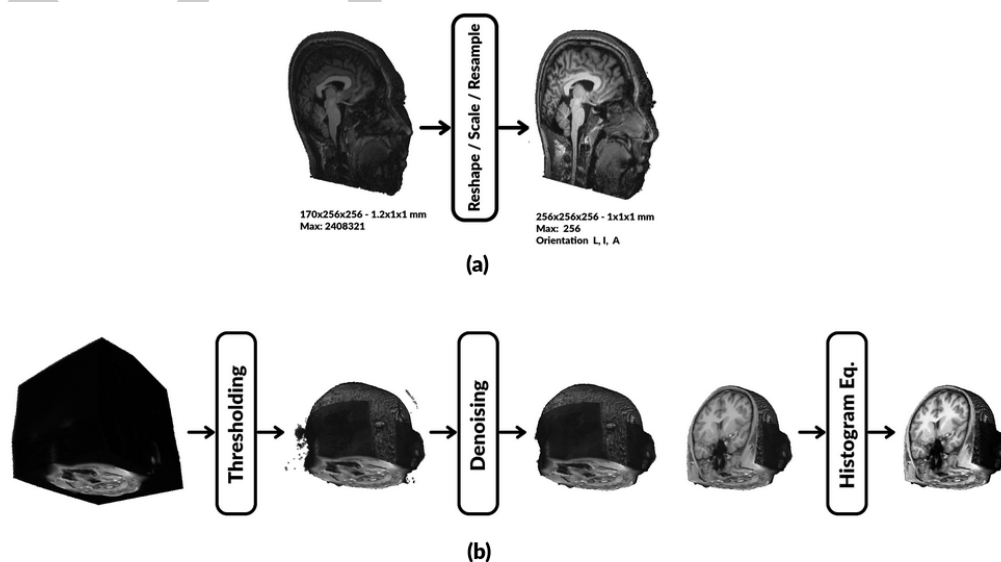 Reshape / Scale / Resample
170x256x256 - 1.2x1x1 mm
Max: 2408321
256x256x256 - 1x1x1 mm
Max: 256
Orientation L, I, A
(a)
Thresholding
Denoising
Histogram Eq.
(b)